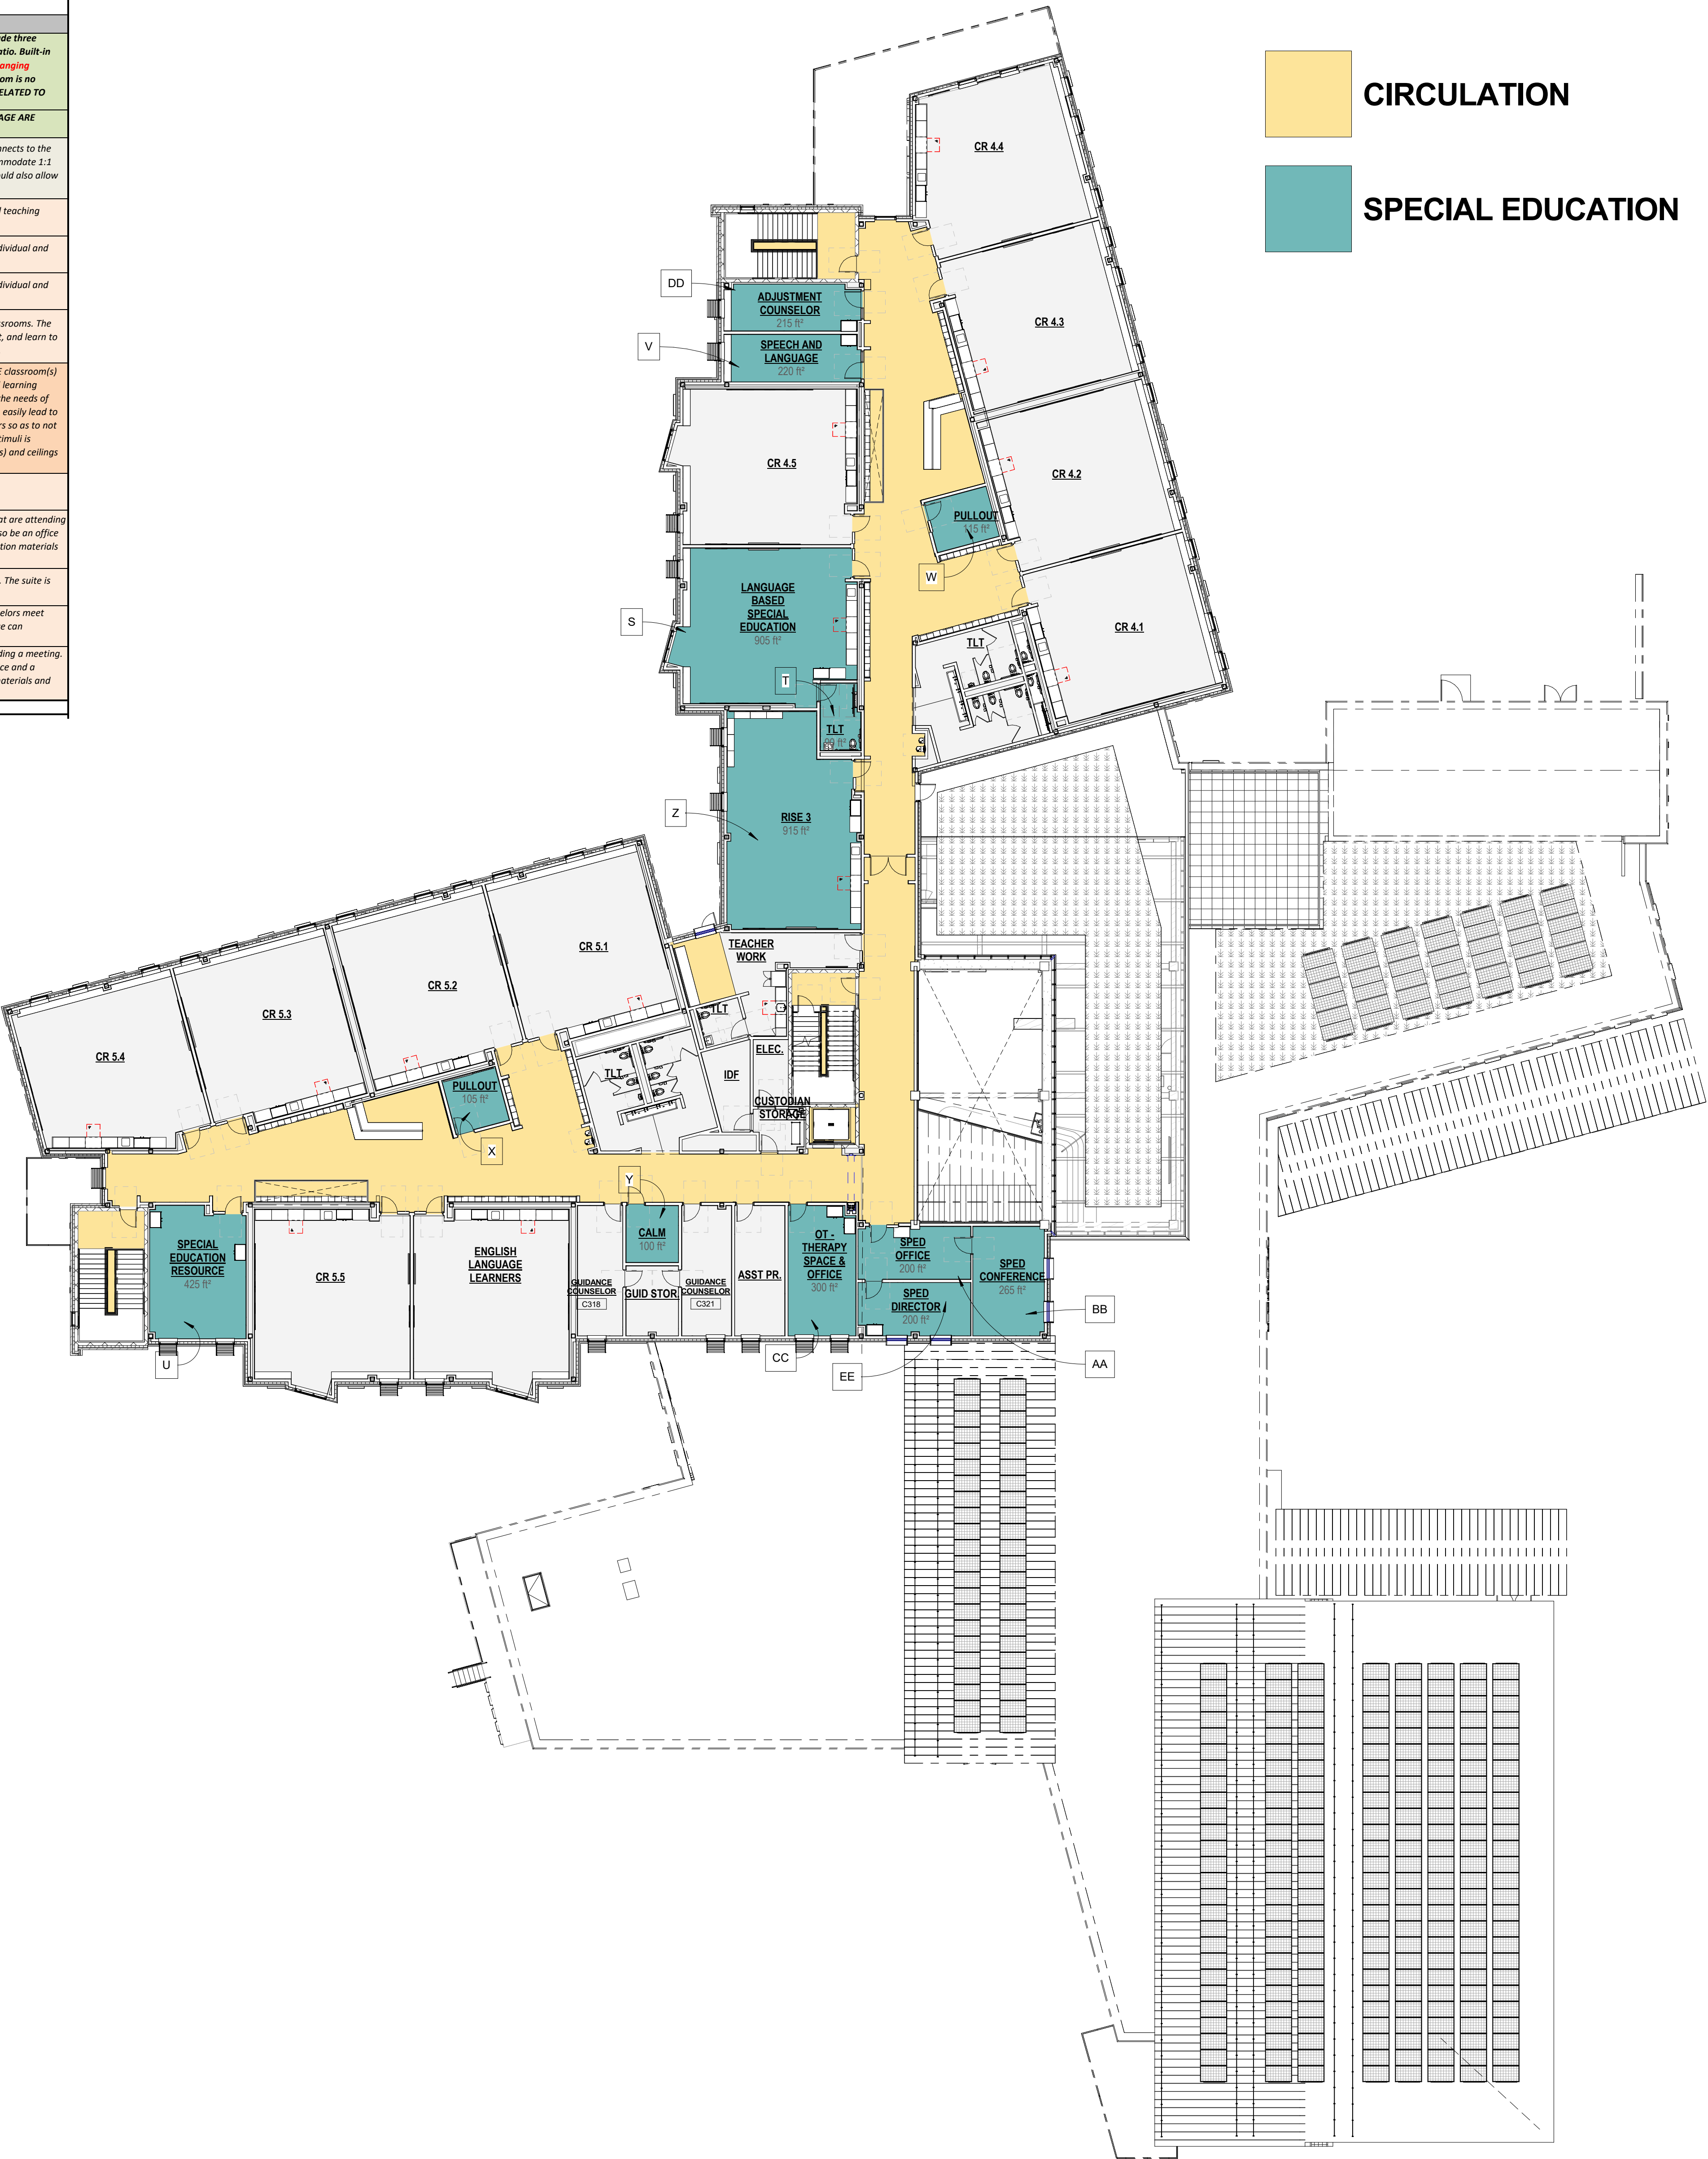 de three
atio. Built-in
anging
om is no
ELATED TO
AGE ARE
nnects to the
mmodate 1:1
uld also allow
l teaching
dividual and
dividual and
srooms. The
t, and learn to
E classroom(s)
learning
he needs of
easily lead to
rs so as to not
timuli is
s) and ceilings
at are attending
so be an office
tion materials
. The suite is
elors meet
e can
ding a meeting.
ce and a
aterials and
CIRCULATION
SPECIAL EDUCATION
CR 4.4
DD
ADJUSTMENT
COUNSELOR
215 ft²
V
SPEECH AND
LANGUAGE
220 ft²
CR 4.3
CR 4.5
CR 4.2
PULLOUT
115 ft²
W
LANGUAGE
BASED
SPECIAL
EDUCATION
905 ft²
S
CR 4.1
TLT
T
TLT
90 ft²
Z
RISE 3
915 ft²
TEACHER
WORK
CR 5.1
CR 5.2
CR 5.3
CR 5.4
TLT
ELEC.
TLT
IDF
PULLOUT
105 ft²
CUSTODIAN
STORAGE
X
Y
CALM
100 ft²
SPECIAL
EDUCATION
RESOURCE
425 ft²
ENGLISH
LANGUAGE
LEARNERS
CR 5.5
GUIDANCE
COUNSELOR
C318
GUID STOR.
GUIDANCE
COUNSELOR
C321
ASST PR.
OT -
THERAPY
SPACE &
OFFICE
300 ft²
SPED
OFFICE
200 ft²
SPED
CONFERENCE
265 ft²
SPED
DIRECTOR
200 ft²
BB
U
CC
EE
AA